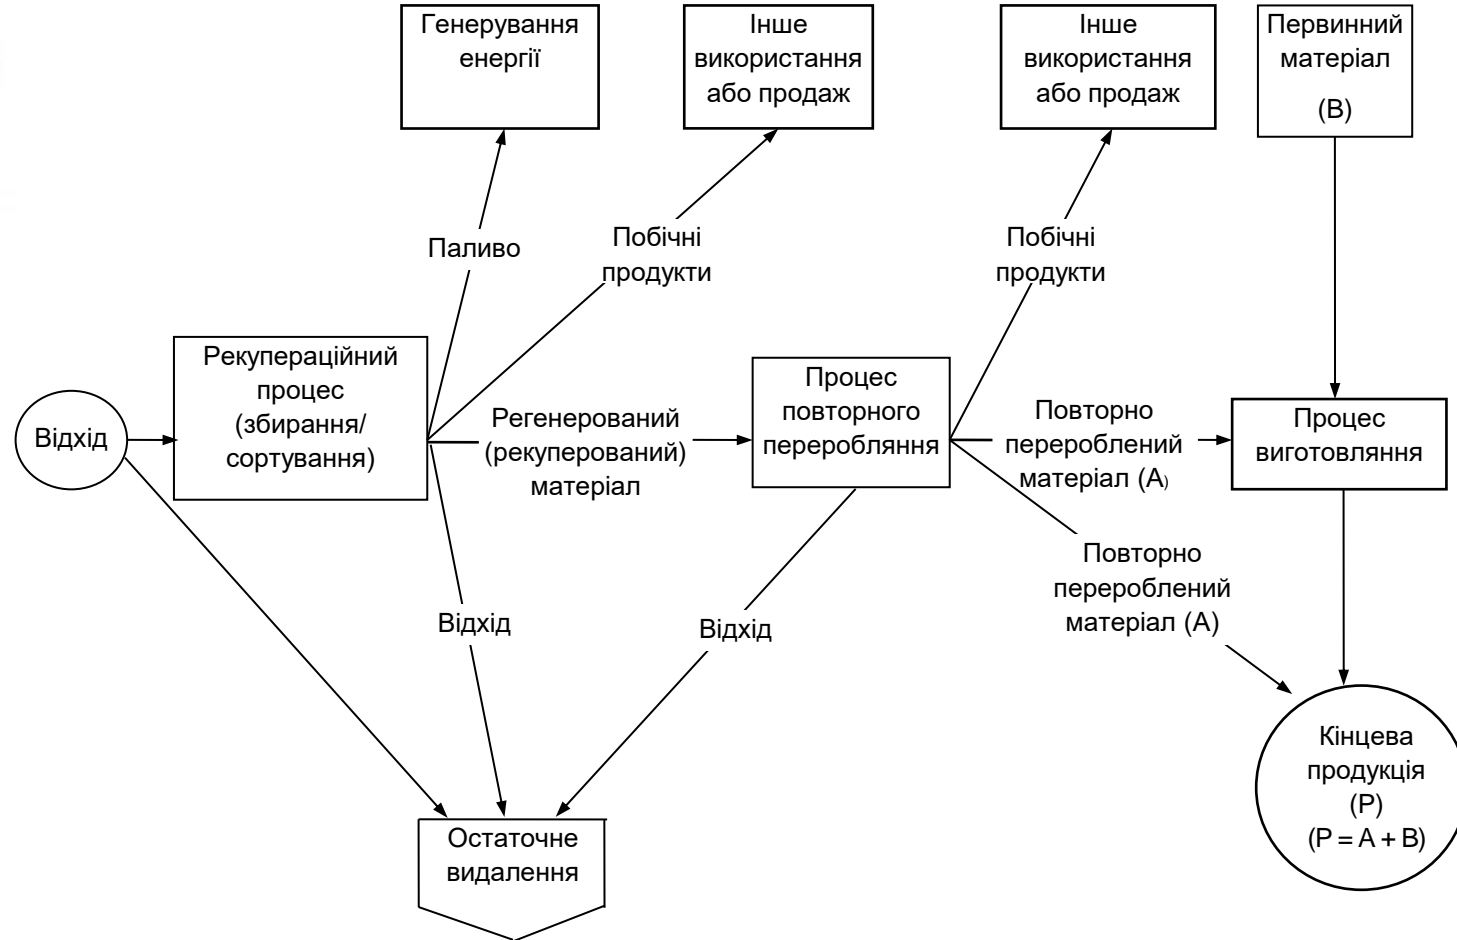 Генерування
енергії
Інше
використання
або продаж
Інше
використання
або продаж
Первинний
матеріал
(В)
Паливо
Побічні
продукти
Побічні
продукти
Відхід
Рекупераційний
процес
(збирання/
сортування)
Регенерований
(рекуперований)
матеріал
Процес
повторного
переробляння
Повторно
перероблений
матеріал (А)
Процес
виготовляння
Повторно
перероблений
матеріал (А)
Відхід
Відхід
Остаточне
видалення
Кінцева
продукція
(Р)
(Р = А + В)